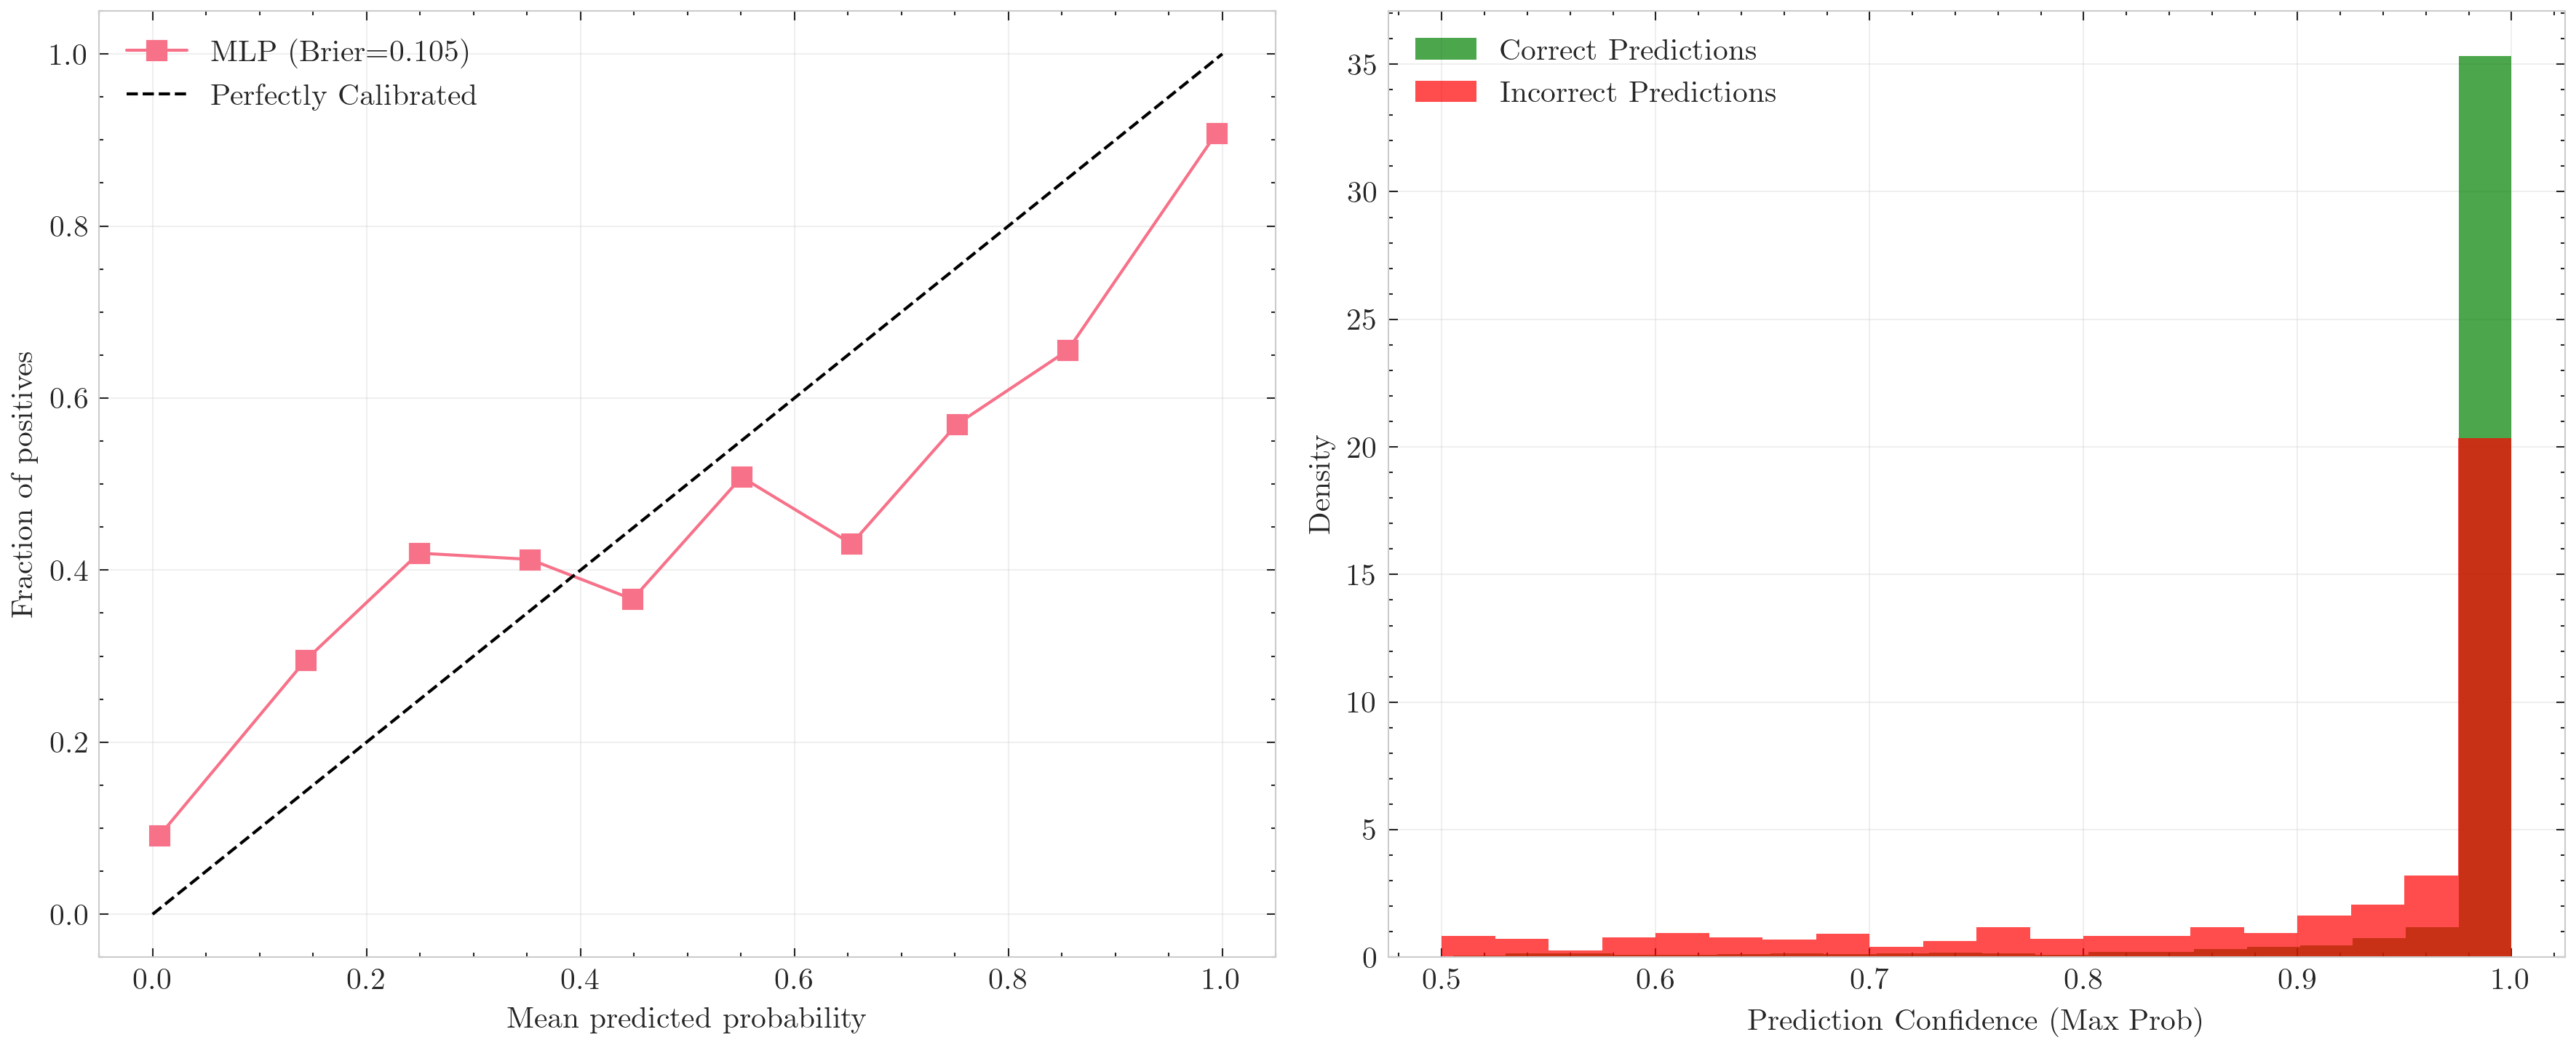 MLP (Brier=0.105)
Perfectly Calibrated
1.0
0.8
0.6
0.4
0.2
0.0
Fraction of positives
0.0 0.2 0.4 0.6 0.8 1.0
Mean predicted probability
Correct Predictions
Incorrect Predictions
35
30
25
20
15
10
5
0
Density
0.5 0.6 0.7 0.8 0.9 1.0
Prediction Confidence (Max Prob)